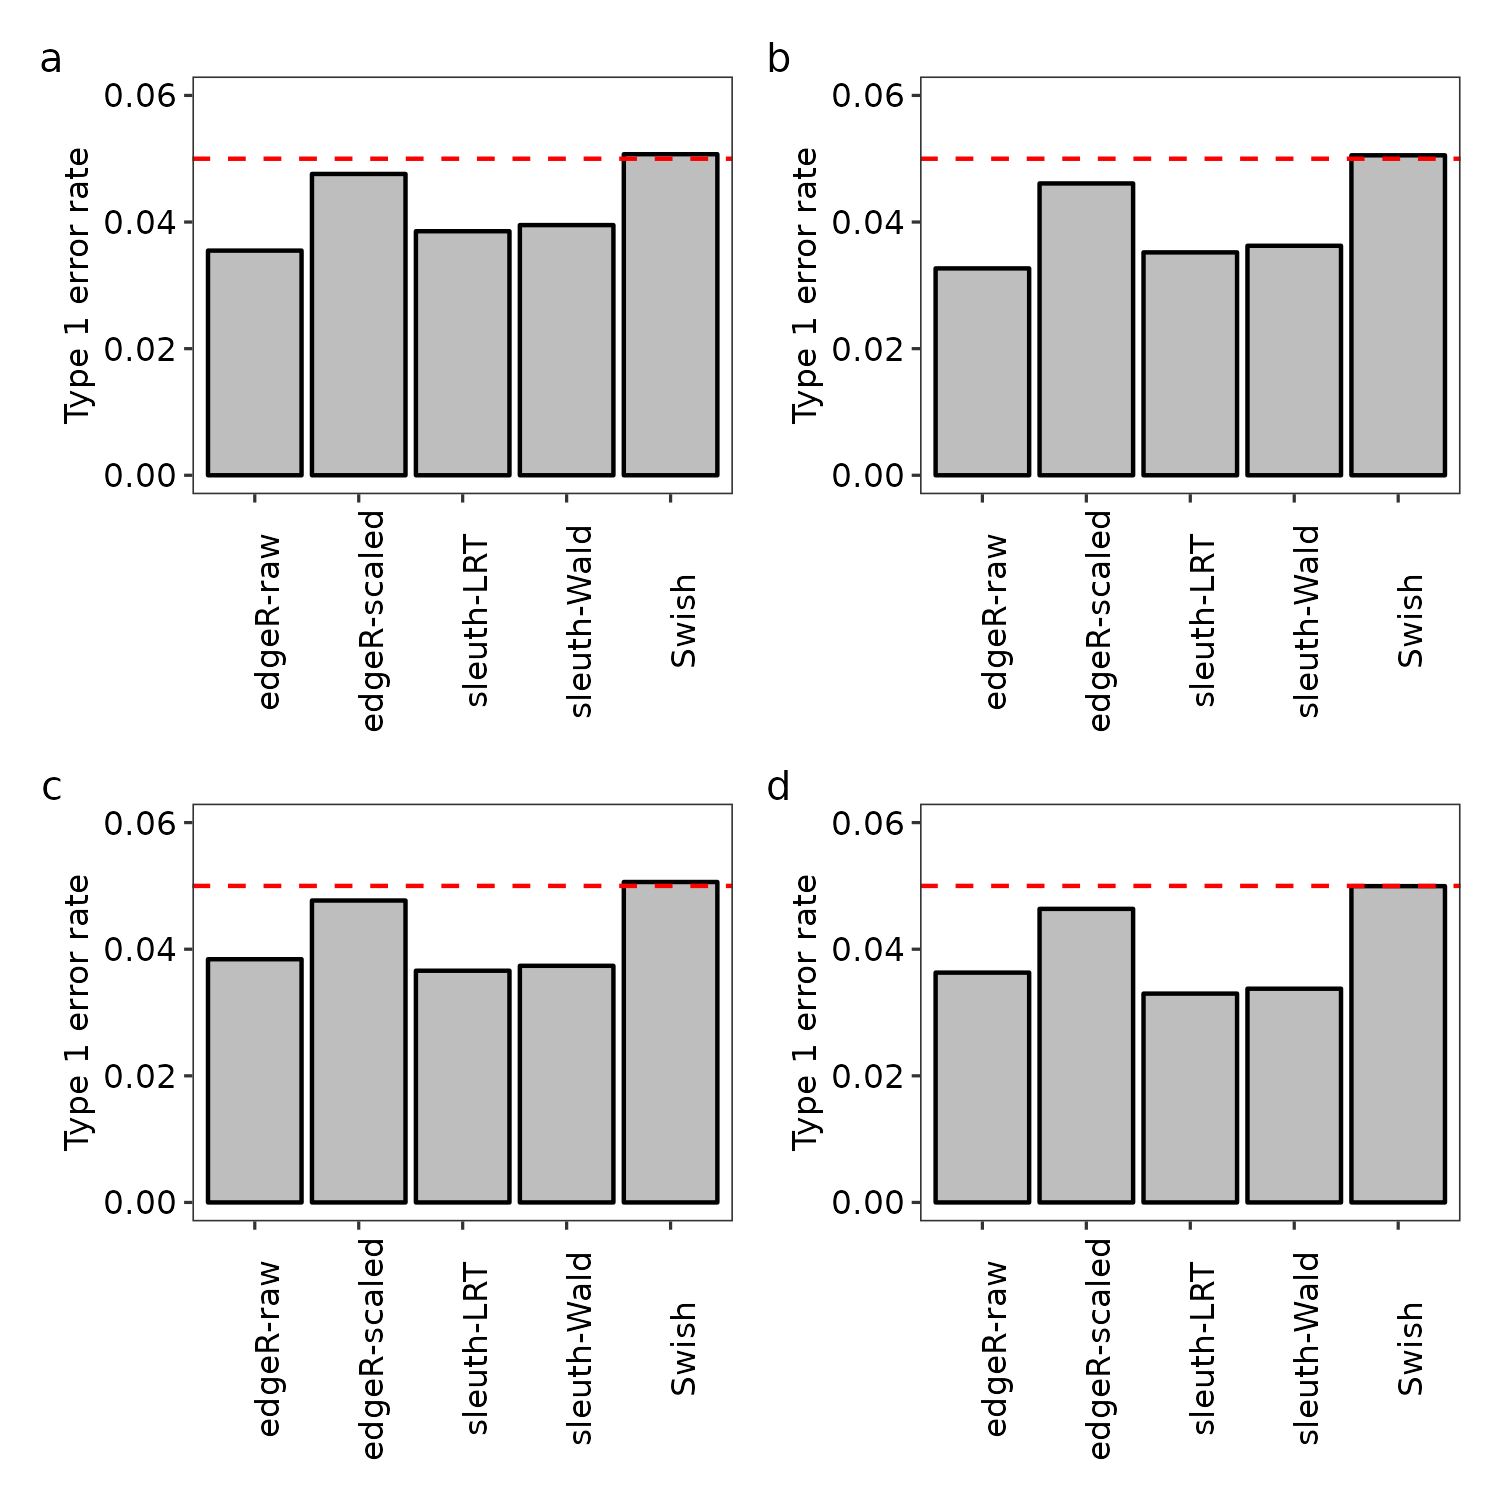 a
Type 1 error rate
0.06
0.04
0.02
0.00
edgeR-raw
edgeR-scaled
sleuth-LRT
sleuth-Wald
Swish
b
Type 1 error rate
0.06
0.04
0.02
0.00
edgeR-raw
edgeR-scaled
sleuth-LRT
sleuth-Wald
Swish
c
Type 1 error rate
0.06
0.04
0.02
0.00
edgeR-raw
edgeR-scaled
sleuth-LRT
sleuth-Wald
Swish
d
Type 1 error rate
0.06
0.04
0.02
0.00
edgeR-raw
edgeR-scaled
sleuth-LRT
sleuth-Wald
Swish